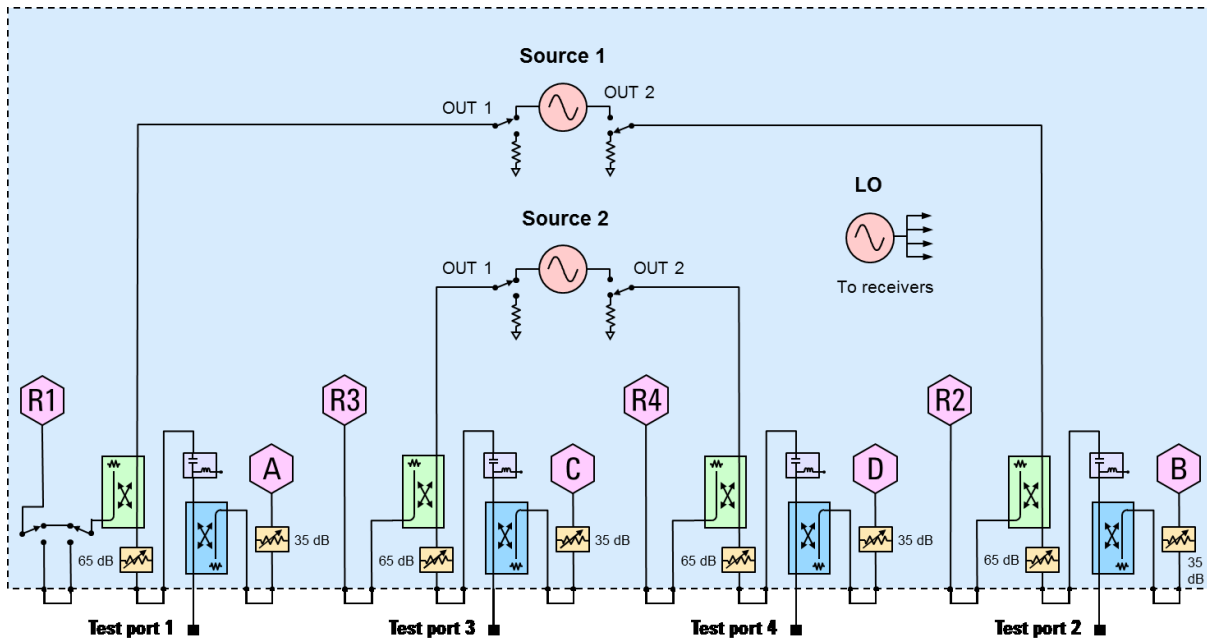 Source 1
OUT 1
OUT 2
LO
To receivers
Source 2
OUT 1
OUT 2
R1
R3
R4
R2
A
C
D
B
65 dB
35 dB
65 dB
35 dB
65 dB
35 dB
65 dB
35
dB
Test port 1
Test port 3
Test port 4
Test port 2